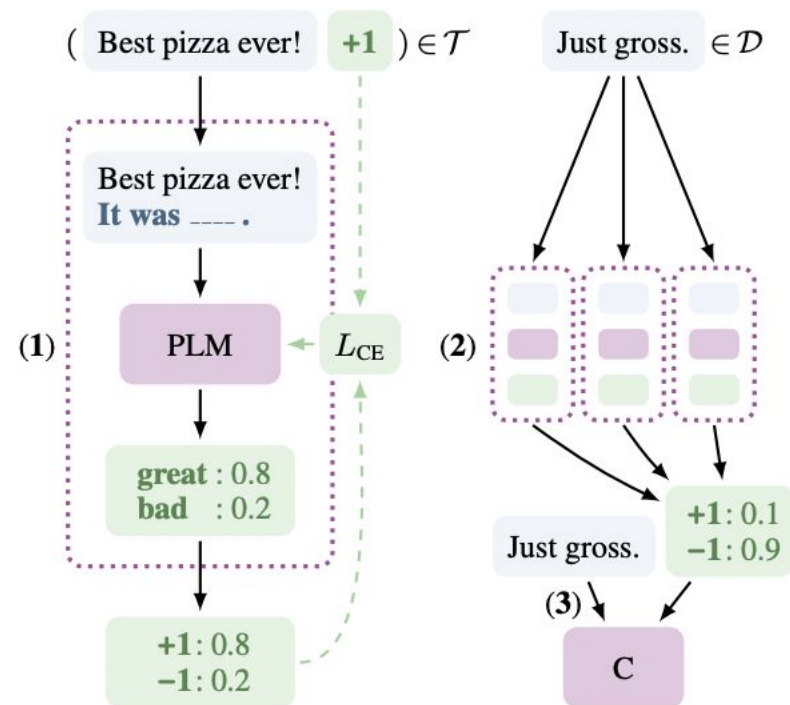 ( Best pizza ever! +1 ) ∈ 𝒯
Best pizza ever!
It was ____ .
(1)
PLM
L_CE
great : 0.8
bad : 0.2
+1: 0.8
−1: 0.2
Just gross. ∈ 𝒟
(2)
+1: 0.1
−1: 0.9
Just gross.
(3)
C